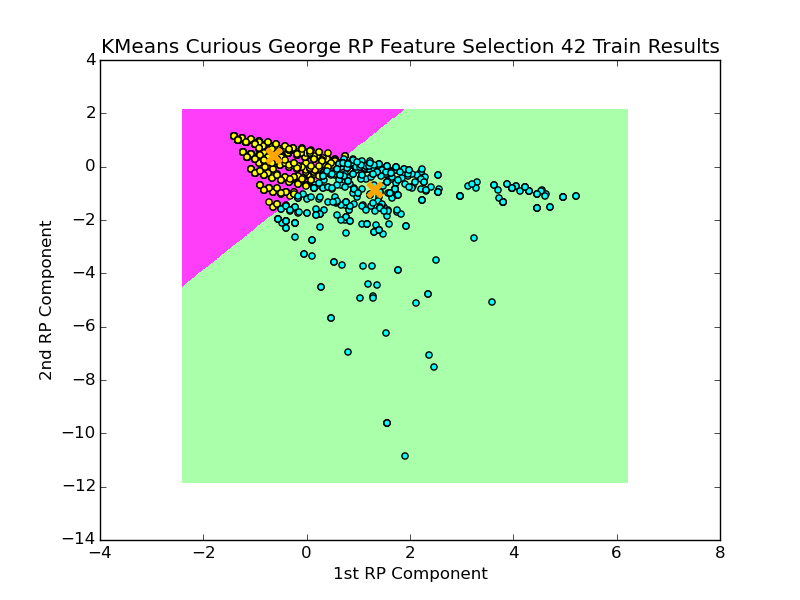 KMeans Curious George RP Feature Selection 42 Train Results
4
2
0
−2
−4
−6
−8
−10
−12
−14
2nd RP Component
−4 −2 0 2 4 6 8
1st RP Component